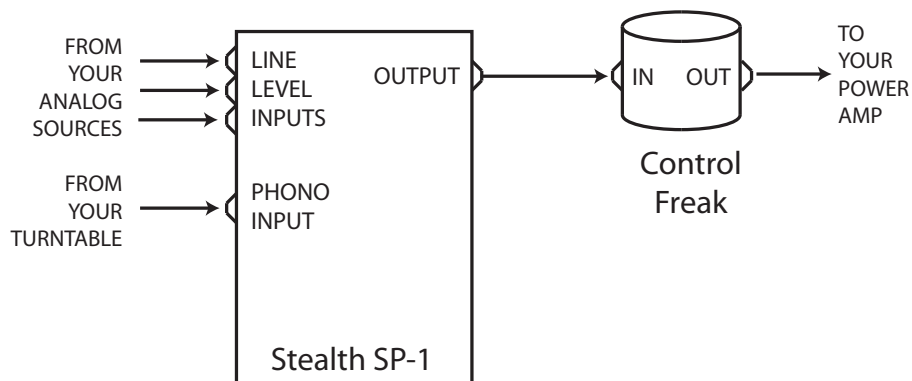 FROM
YOUR
ANALOG
SOURCES
LINE
LEVEL
INPUTS
OUTPUT
IN OUT
TO
YOUR
POWER
AMP
FROM
YOUR
TURNTABLE
PHONO
INPUT
Control
Freak
Stealth SP-1